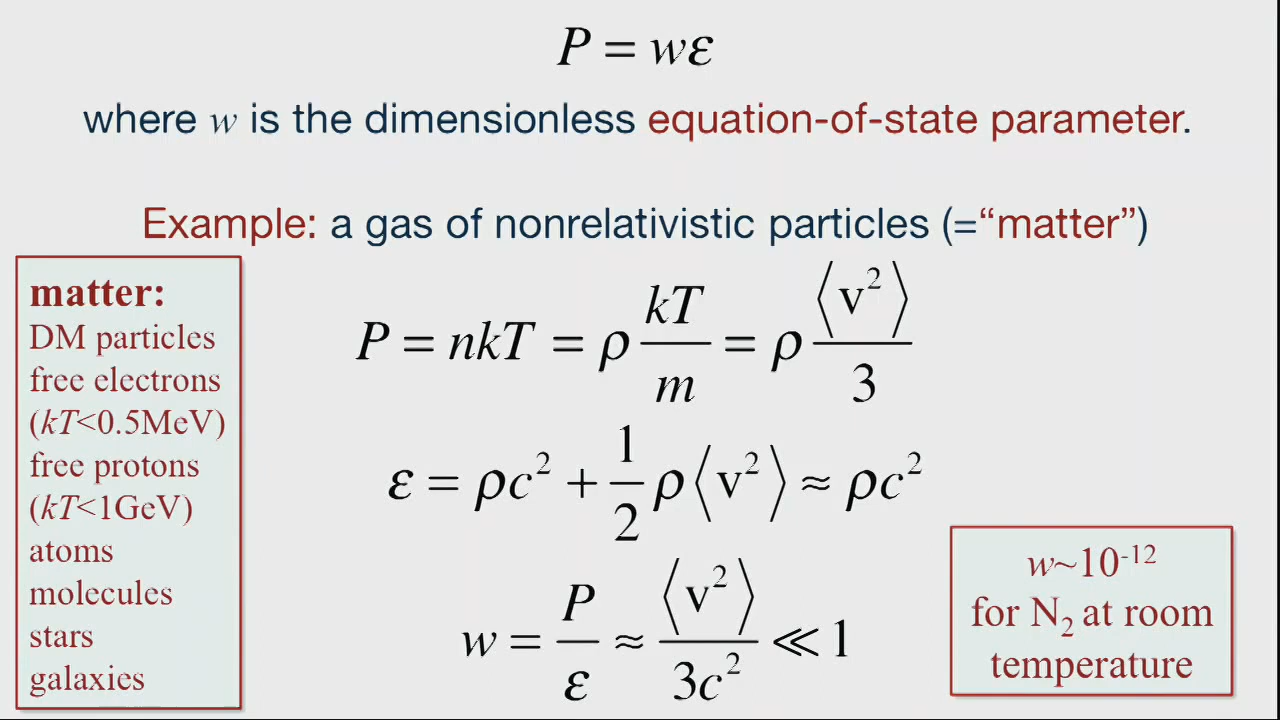 P = wε
where w is the dimensionless equation-of-state parameter.
Example: a gas of nonrelativistic particles (=“matter”)
matter:
DM particles
free electrons
(kT<0.5MeV)
free protons
(kT<1GeV)
atoms
molecules
stars
galaxies
P = nkT = ρ kT/m = ρ ⟨v²⟩/3
ε = ρc² + 1/2 ρ⟨v²⟩ ≈ ρc²
w = P/ε ≈ ⟨v²⟩/3c² ≪ 1
w~10⁻¹²
for N₂ at room
temperature